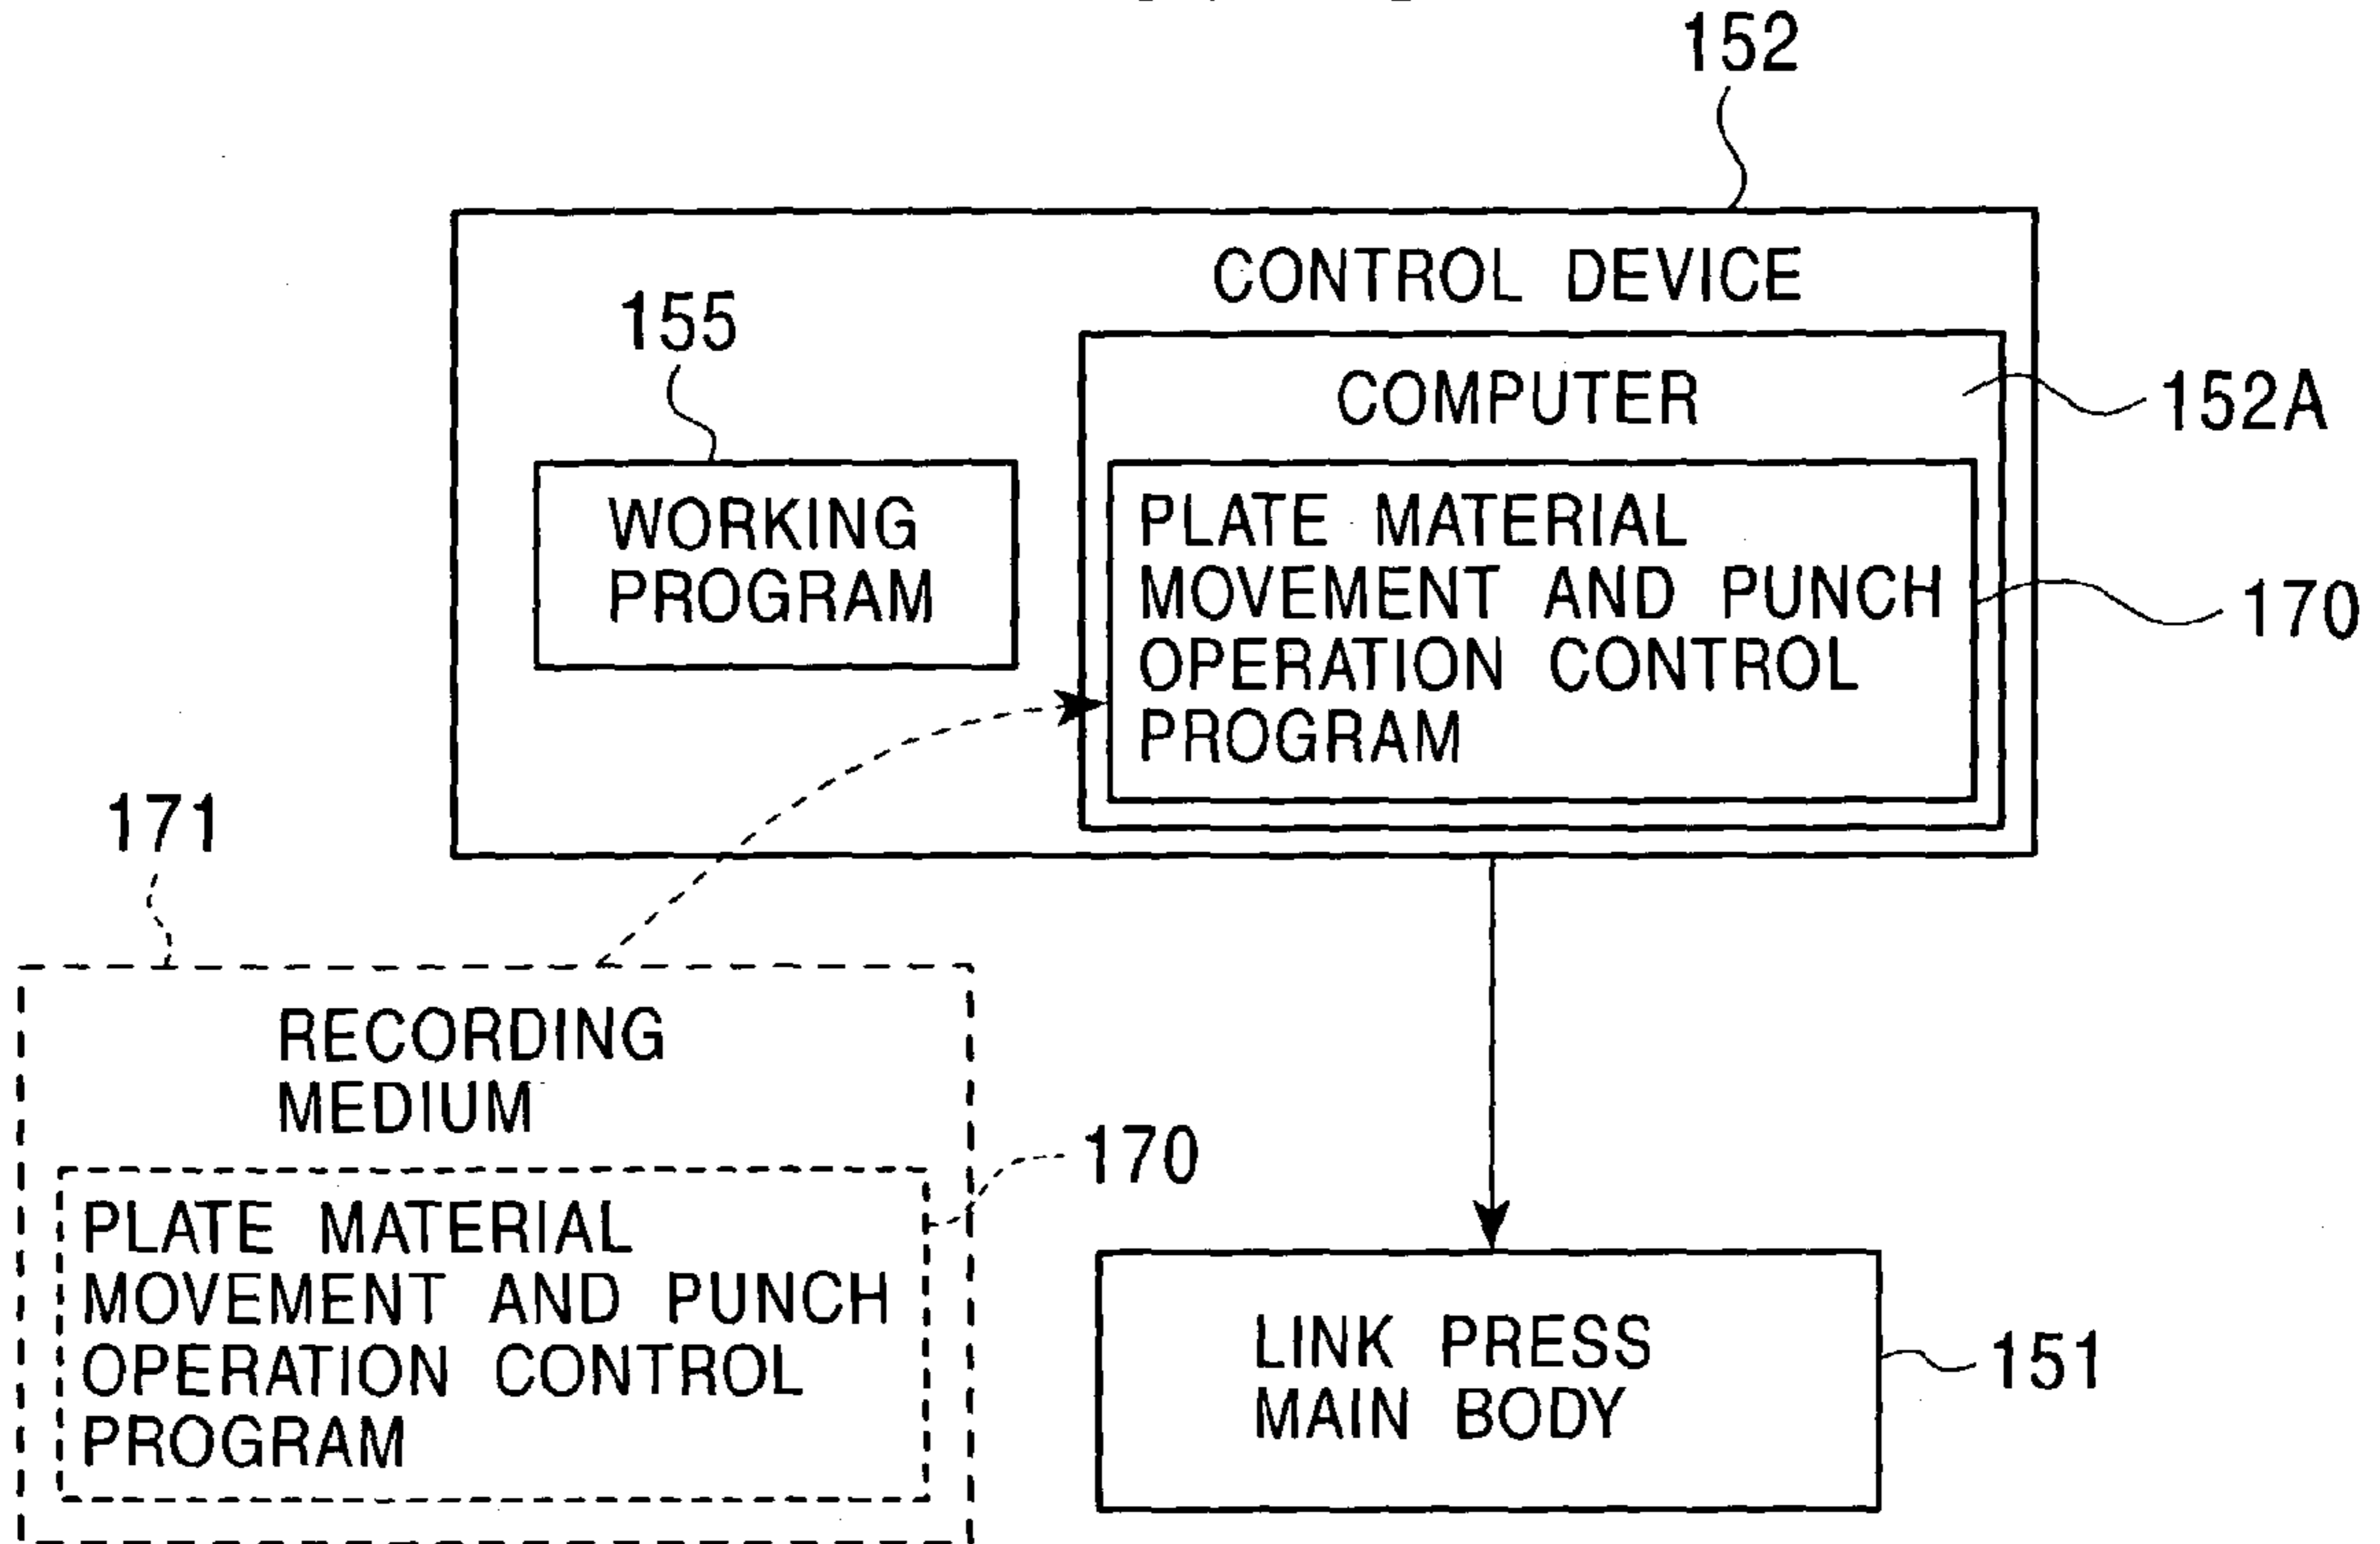 152
CONTROL DEVICE
155
COMPUTER
152A
WORKING
PROGRAM
PLATE MATERIAL
MOVEMENT AND PUNCH
OPERATION CONTROL
PROGRAM
170
171
RECORDING
MEDIUM
170
PLATE MATERIAL
MOVEMENT AND PUNCH
OPERATION CONTROL
PROGRAM
LINK PRESS
MAIN BODY
151